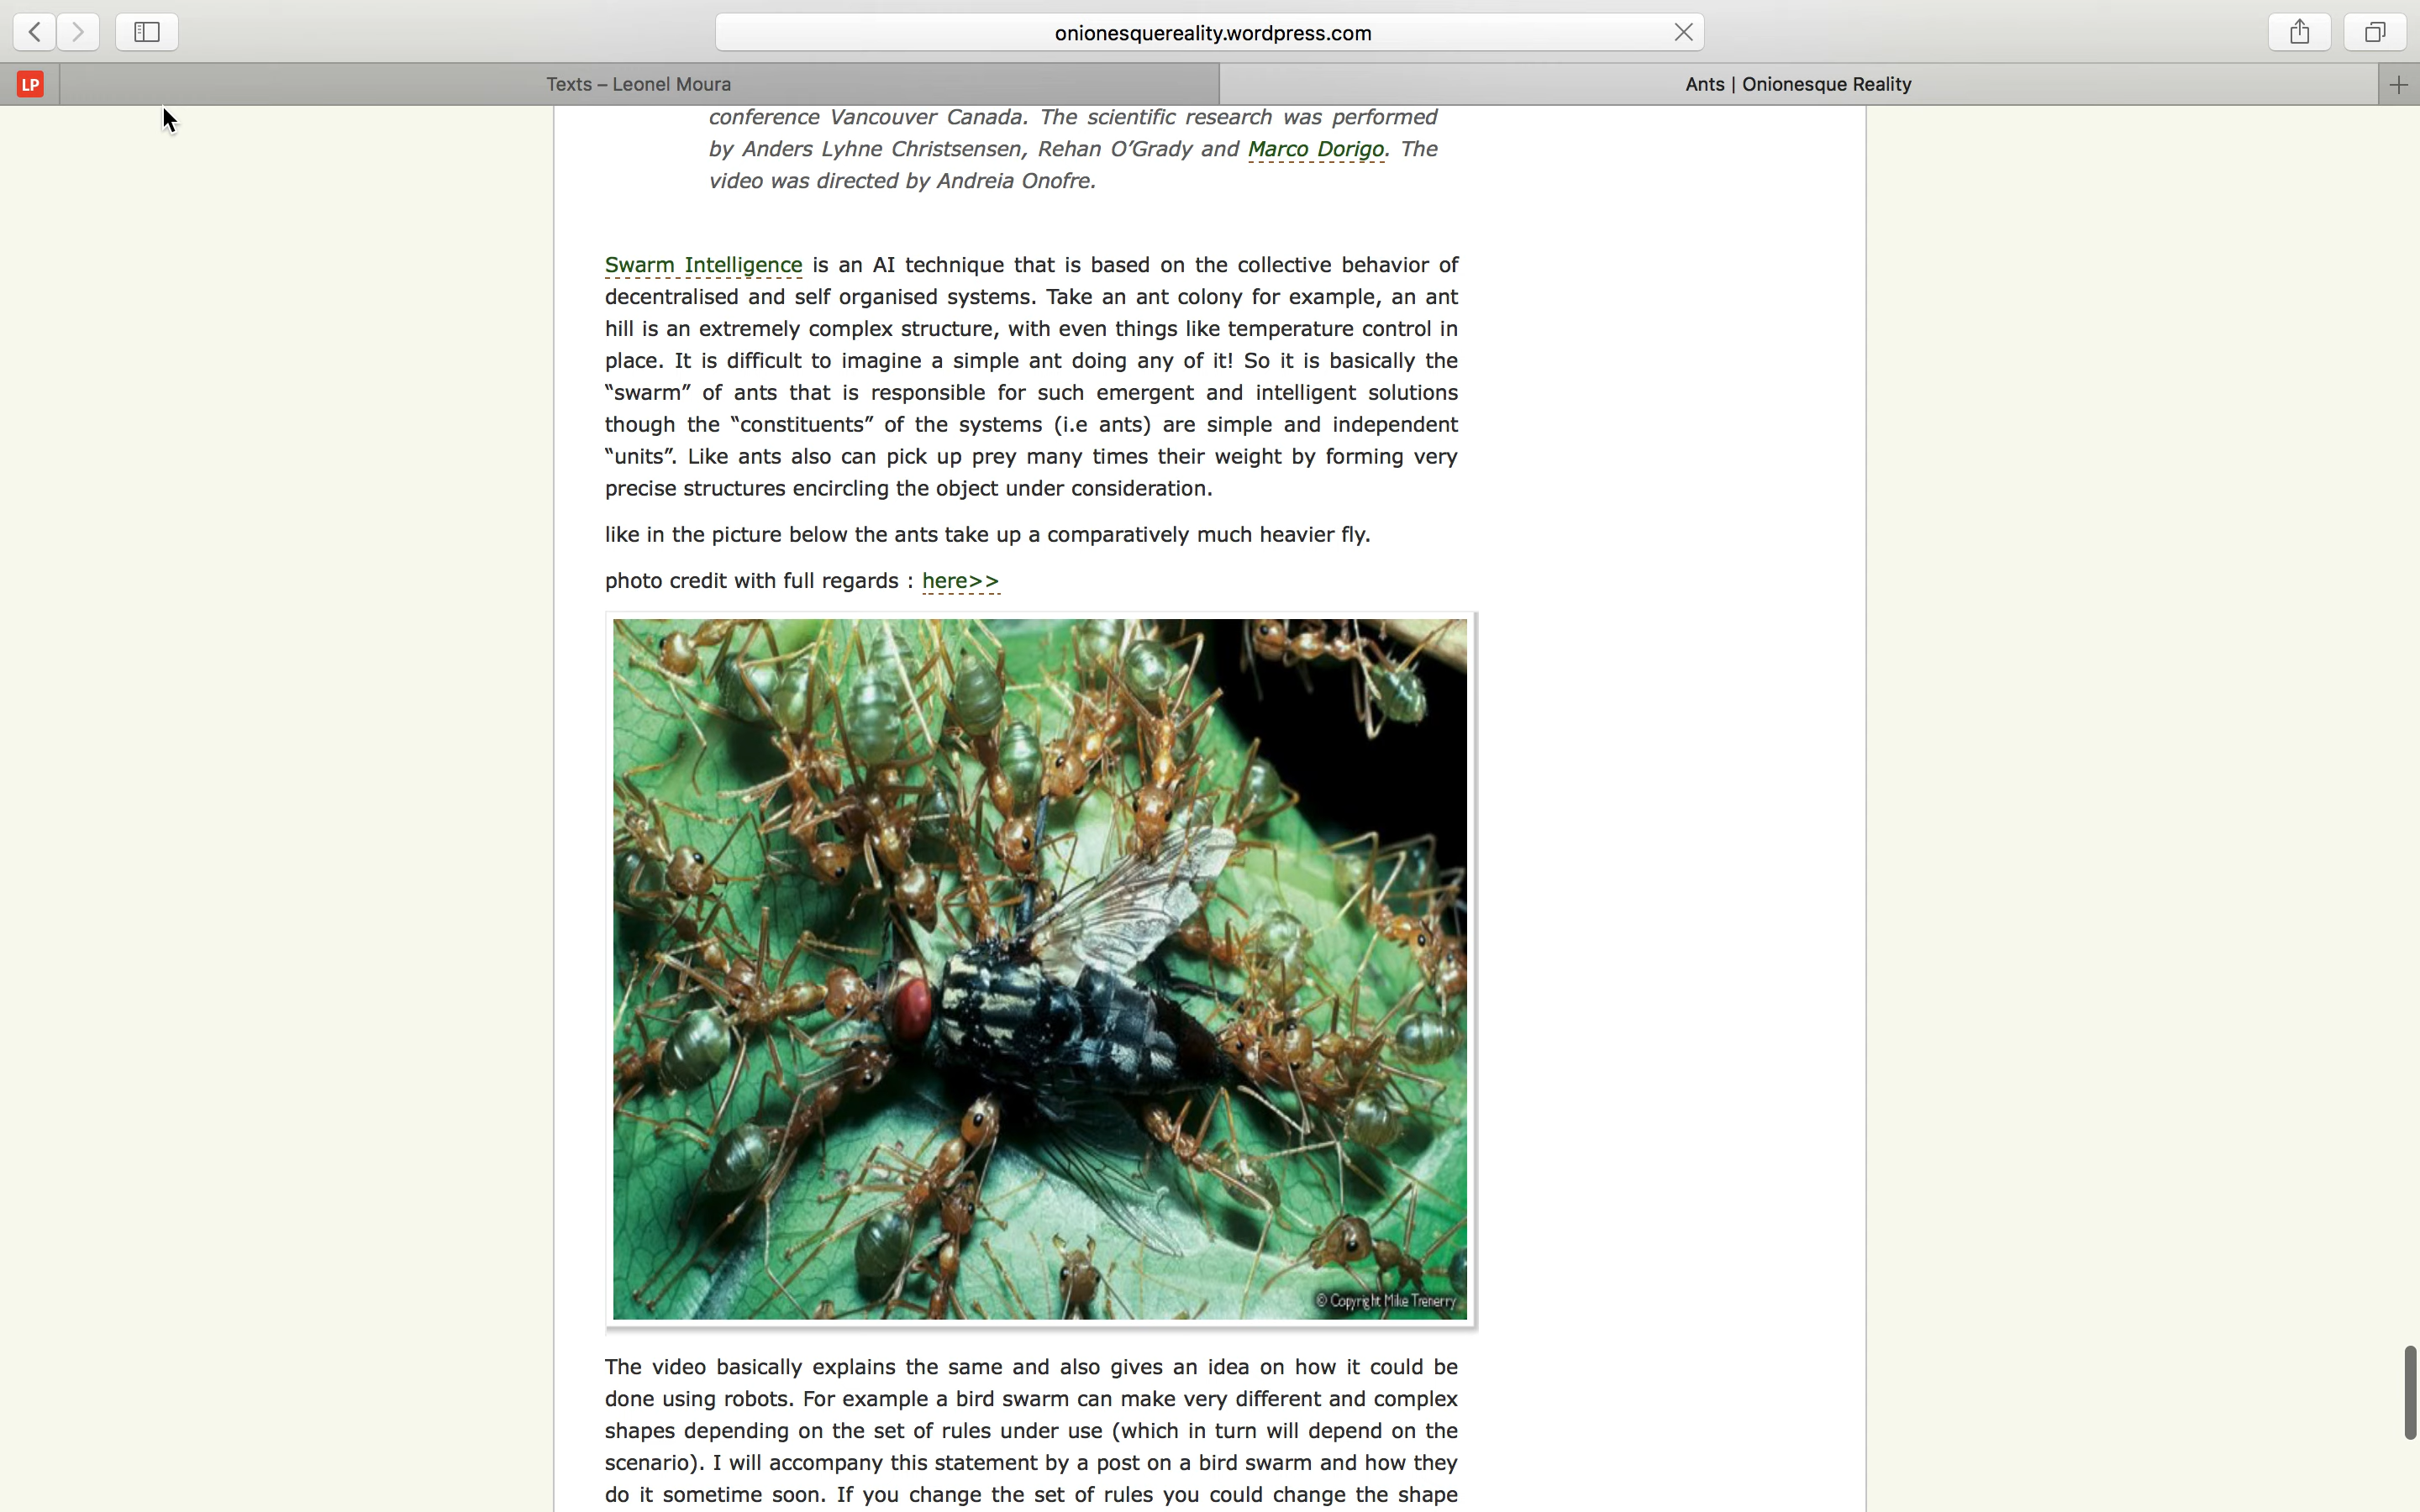 onionesquereality.wordpress.com
LP
Texts – Leonel Moura
Ants | Onionesque Reality
conference Vancouver Canada. The scientific research was performed
by Anders Lyhne Christsensen, Rehan O’Grady and Marco Dorigo. The
video was directed by Andreia Onofre.
Swarm Intelligence is an AI technique that is based on the collective behavior of
decentralised and self organised systems. Take an ant colony for example, an ant
hill is an extremely complex structure, with even things like temperature control in
place. It is difficult to imagine a simple ant doing any of it! So it is basically the
“swarm” of ants that is responsible for such emergent and intelligent solutions
though the “constituents” of the systems (i.e ants) are simple and independent
“units”. Like ants also can pick up prey many times their weight by forming very
precise structures encircling the object under consideration.
like in the picture below the ants take up a comparatively much heavier fly.
photo credit with full regards : here>>
© Copyright Mike Trenerry
The video basically explains the same and also gives an idea on how it could be
done using robots. For example a bird swarm can make very different and complex
shapes depending on the set of rules under use (which in turn will depend on the
scenario). I will accompany this statement by a post on a bird swarm and how they
do it sometime soon. If you change the set of rules you could change the shape